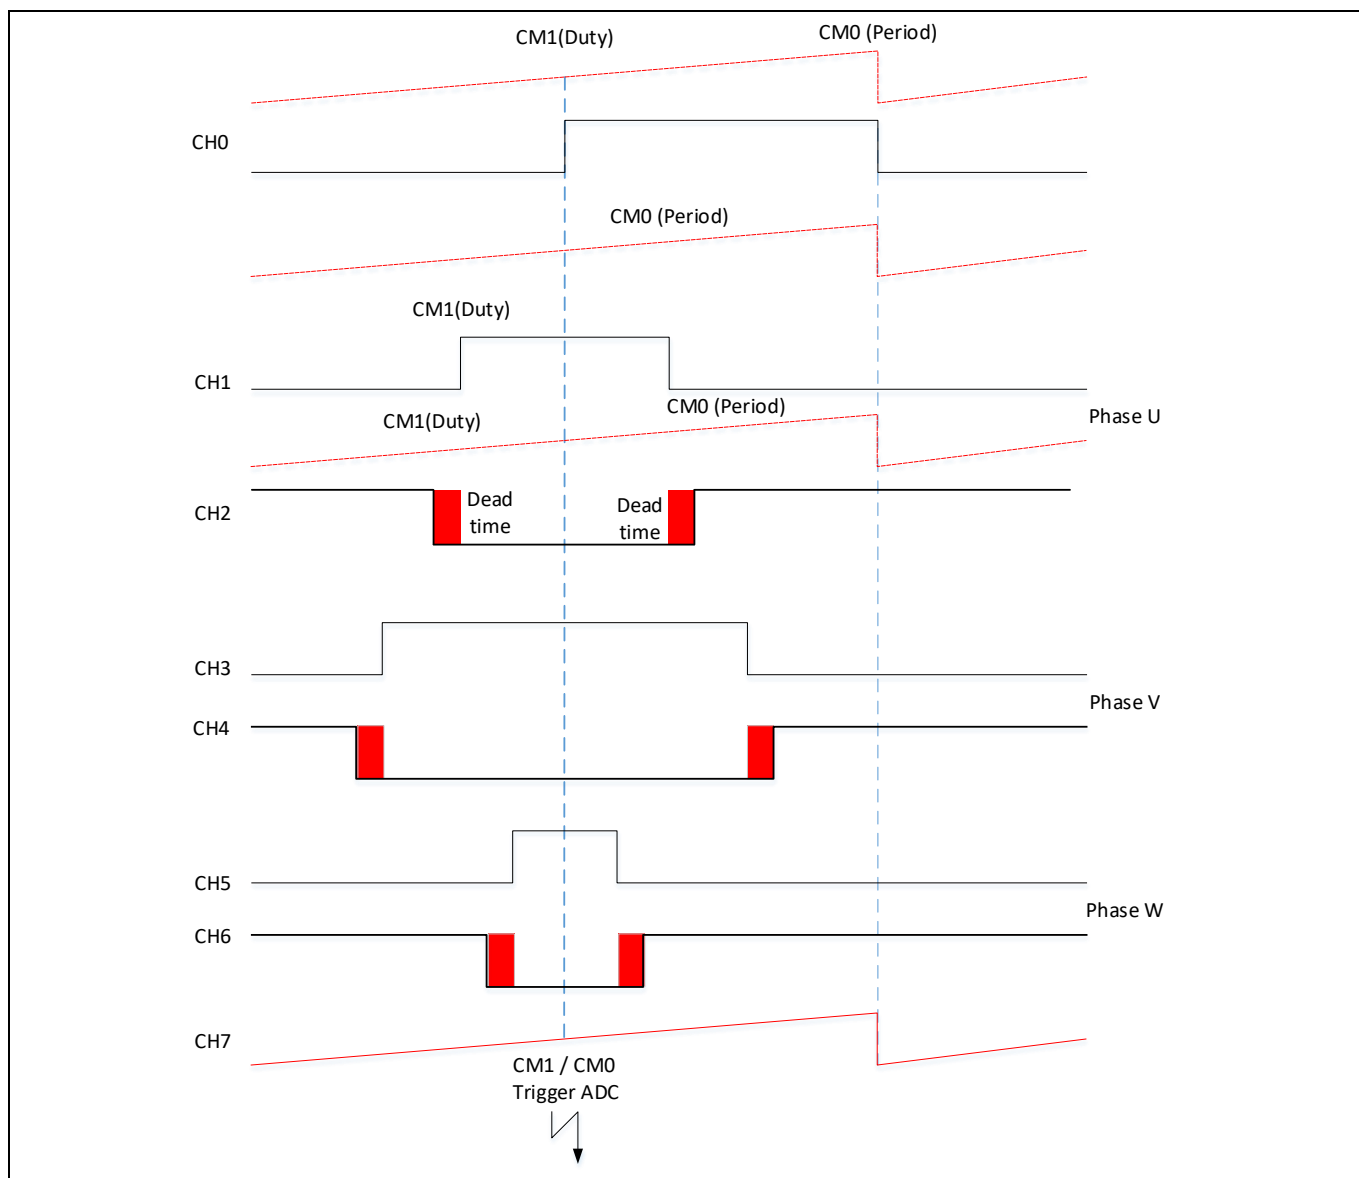 CM1(Duty)
CM0 (Period)
CH0
CM0 (Period)
CM1(Duty)
CH1
CM0 (Period)
CM1(Duty)
Phase U
CH2
Dead
time
Dead
time
CH3
Phase V
CH4
CH5
Phase W
CH6
CH7
CM1 / CM0
Trigger ADC